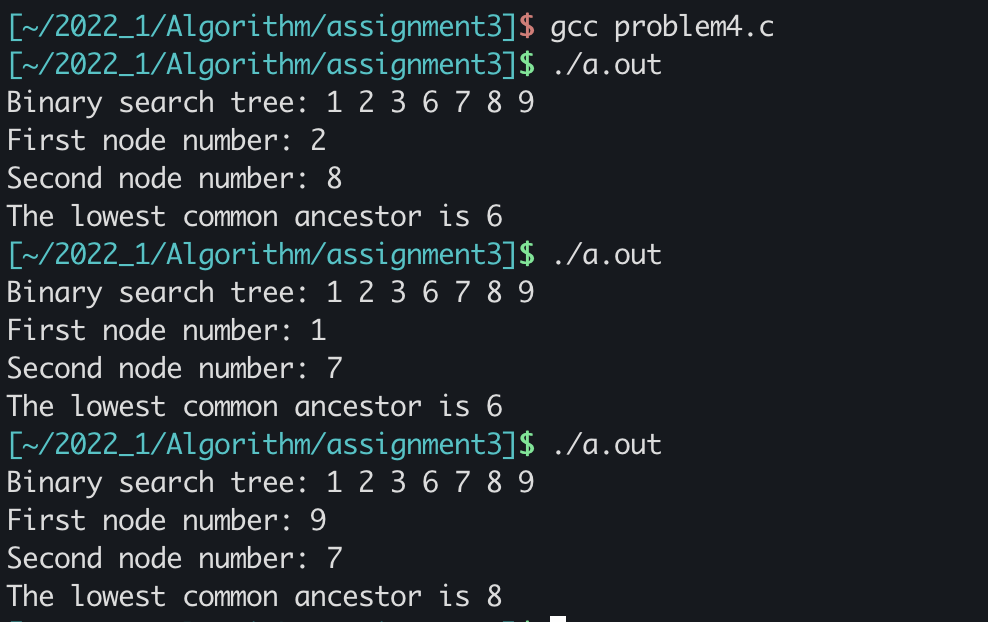 [~/2022_1/Algorithm/assignment3]$ gcc problem4.c
[~/2022_1/Algorithm/assignment3]$ ./a.out
Binary search tree: 1 2 3 6 7 8 9
First node number: 2
Second node number: 8
The lowest common ancestor is 6
[~/2022_1/Algorithm/assignment3]$ ./a.out
Binary search tree: 1 2 3 6 7 8 9
First node number: 1
Second node number: 7
The lowest common ancestor is 6
[~/2022_1/Algorithm/assignment3]$ ./a.out
Binary search tree: 1 2 3 6 7 8 9
First node number: 9
Second node number: 7
The lowest common ancestor is 8